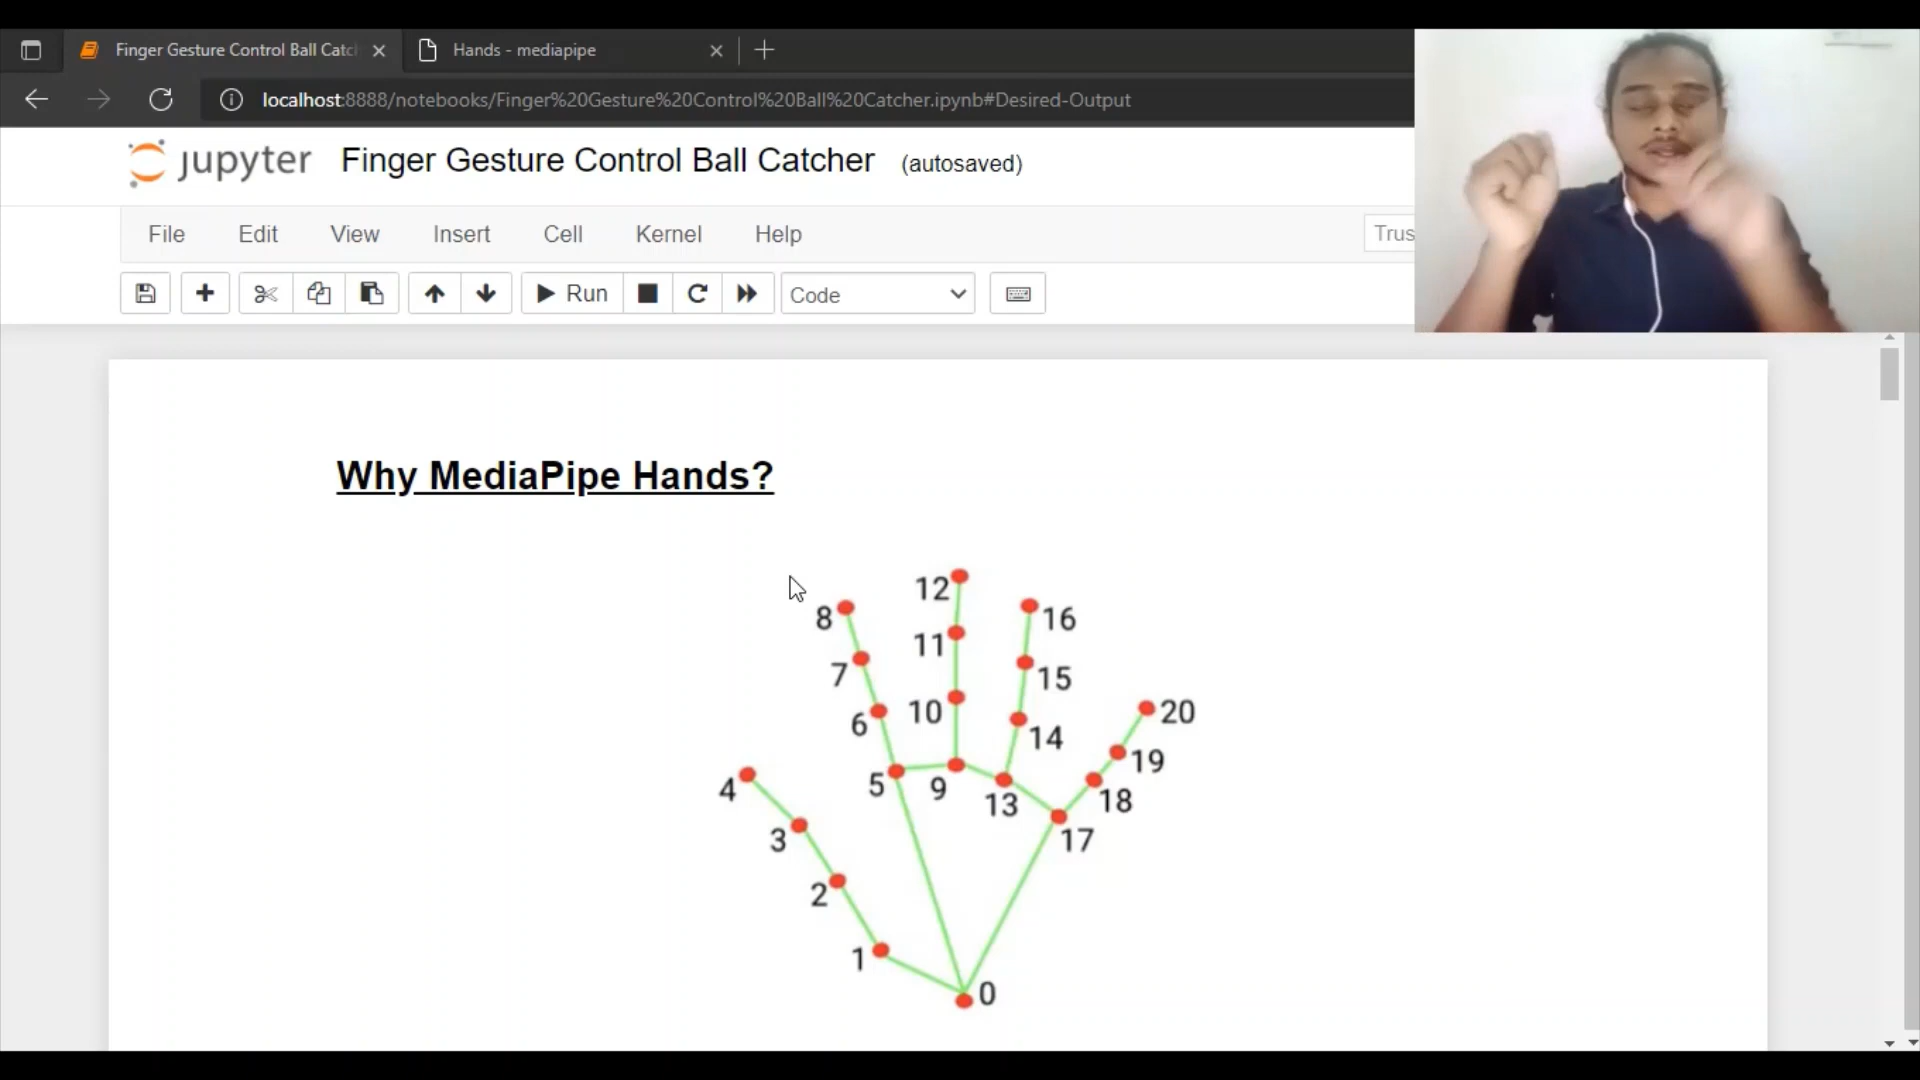 Finger Gesture Control Ball Catc
Hands - mediapipe
localhost:8888/notebooks/Finger%20Gesture%20Control%20Ball%20Catcher.ipynb#Desired-Output
jupyter Finger Gesture Control Ball Catcher (autosaved)
File Edit View Insert Cell Kernel Help Trus
Run Code
Why MediaPipe Hands?
12
8 16
11
7 15
6 10 14 20
19
4 5 9 13 18
3 17
2
1
0